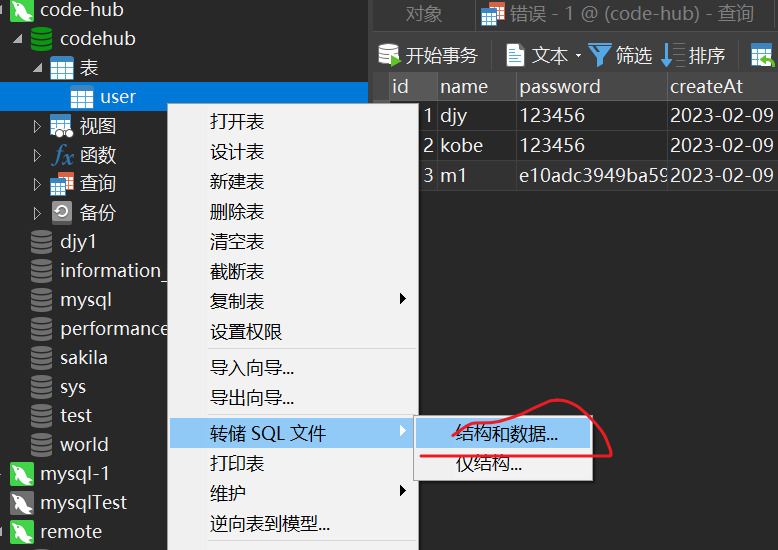 code-hub
codehub
表
user
视图
函数
查询
备份
djy1
information_
mysql
performance
sakila
sys
test
world
mysql-1
mysqlTest
remote
对象
错误 - 1 @ (code-hub) - 查询
开始事务 文本 筛选 排序
id name password createAt
1 djy 123456 2023-02-09
2 kobe 123456 2023-02-09
3 m1 e10adc3949ba59 2023-02-09
打开表
设计表
新建表
删除表
清空表
截断表
复制表
设置权限
导入向导...
导出向导...
转储 SQL 文件
打印表
维护
逆向表到模型...
结构和数据...
仅结构...